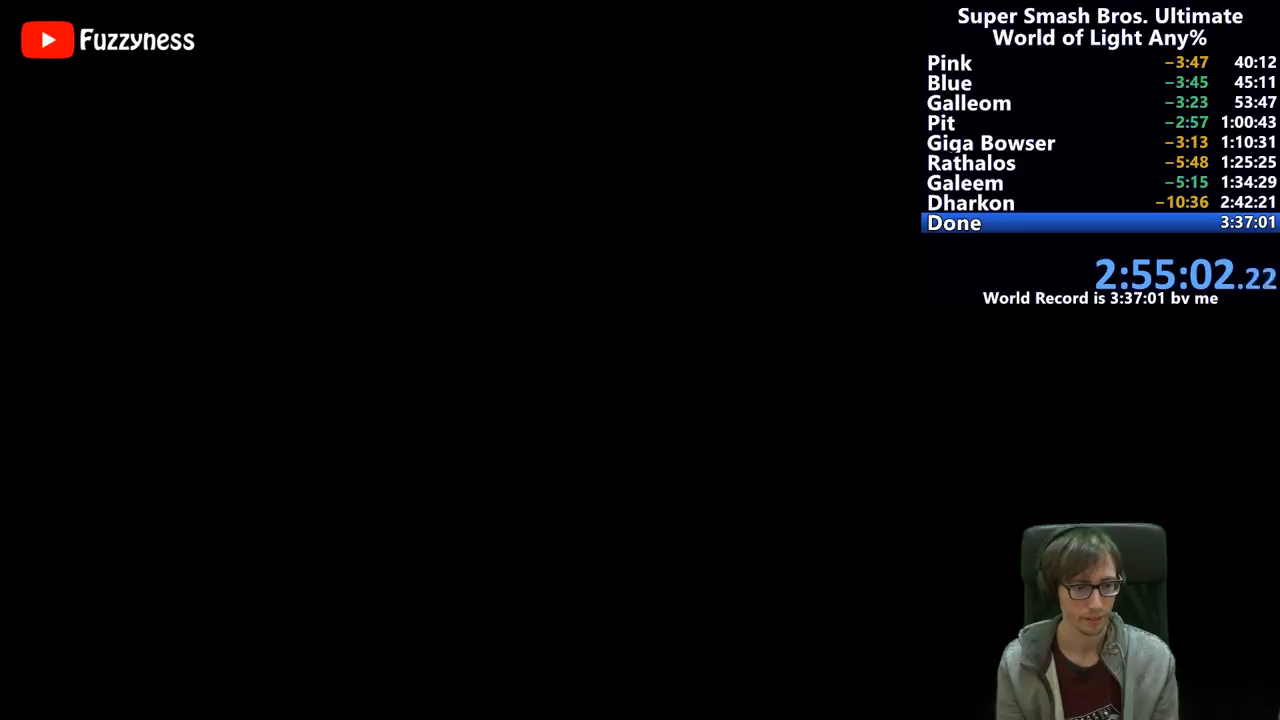 Fuzzyness
Super Smash Bros. Ultimate
World of Light Any%
Pink −3:47 40:12
Blue −3:45 45:11
Galleom −3:23 53:47
Pit −2:57 1:00:43
Giga Bowser −3:13 1:10:31
Rathalos −5:48 1:25:25
Galeem −5:15 1:34:29
Dharkon −10:36 2:42:21
Done 3:37:01
2:55:02.22
World Record is 3:37:01 by me